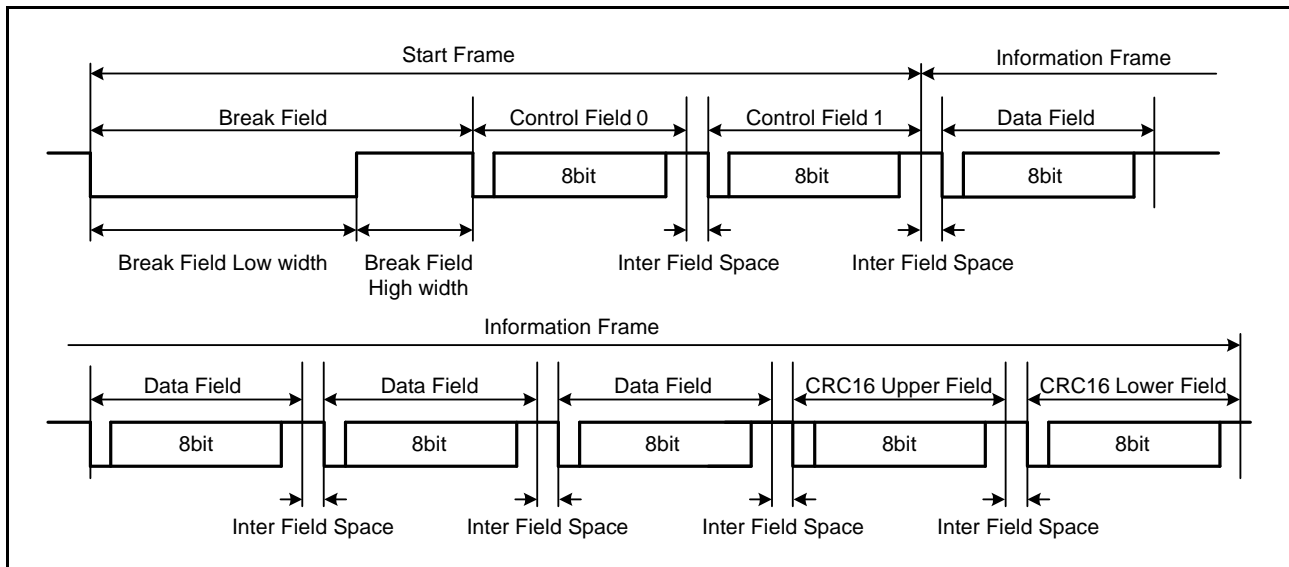 Start Frame
Information Frame
Break Field
Control Field 0
Control Field 1
Data Field
8bit
8bit
8bit
Break Field Low width
Break Field
High width
Inter Field Space
Inter Field Space
Information Frame
Data Field
Data Field
Data Field
CRC16 Upper Field
CRC16 Lower Field
8bit
8bit
8bit
8bit
8bit
Inter Field Space
Inter Field Space
Inter Field Space
Inter Field Space